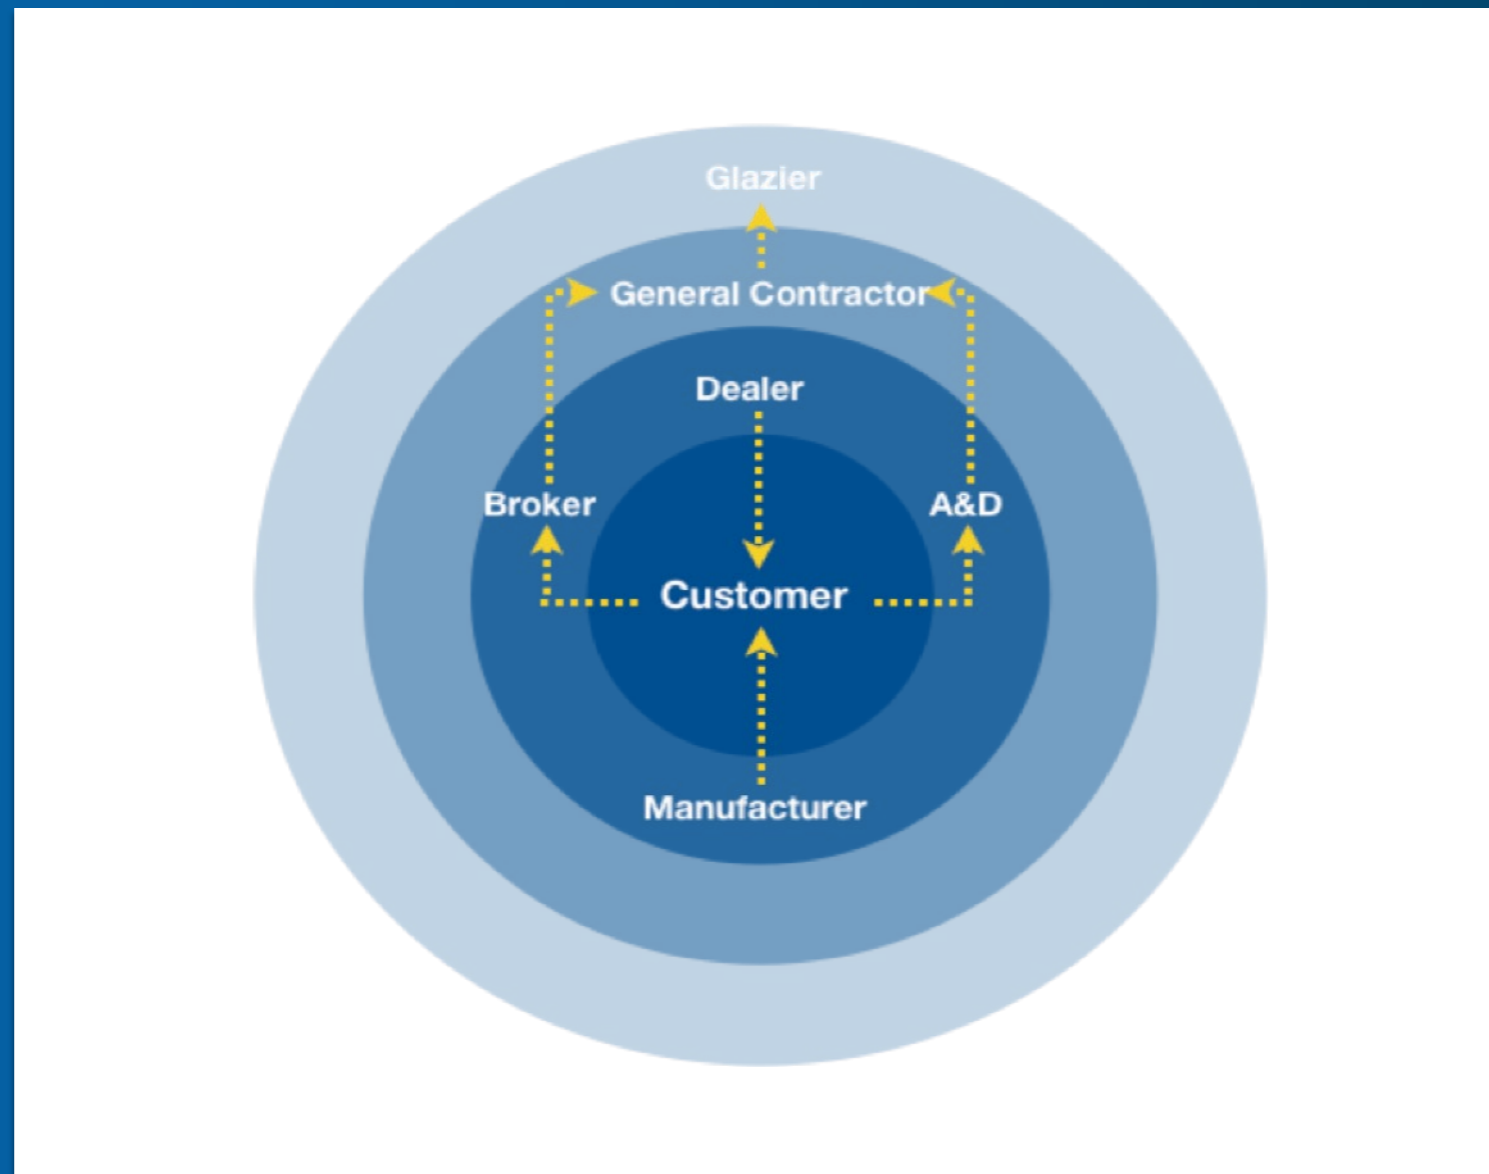 Glazier
General Contractor
Dealer
Broker
A&D
Customer
Manufacturer